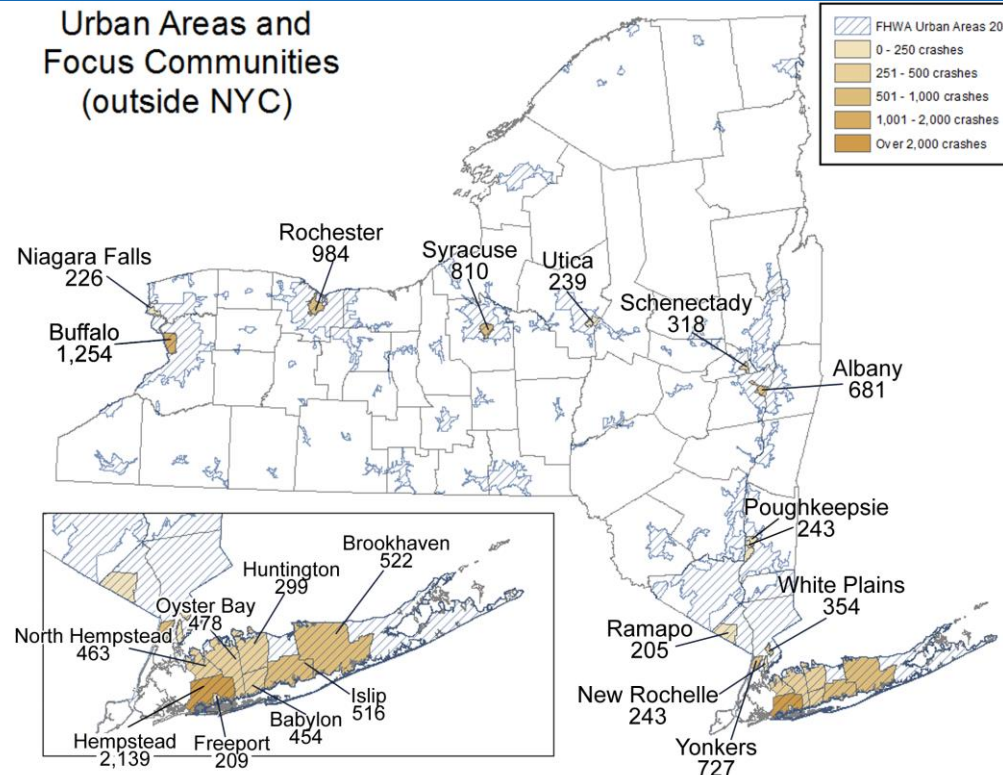 Urban Areas and
Focus Communities
(outside NYC)
FHWA Urban Areas 20
0 - 250 crashes
251 - 500 crashes
501 - 1,000 crashes
1,001 - 2,000 crashes
Over 2,000 crashes
Niagara Falls
226
Rochester
984
Syracuse
810
Utica
239
Schenectady
318
Buffalo
1,254
Albany
681
Poughkeepsie
243
White Plains
354
Ramapo
205
New Rochelle
243
Yonkers
727
Brookhaven
522
Huntington
299
Oyster Bay
478
North Hempstead
463
Islip
516
Babylon
454
Hempstead
2,139
Freeport
209